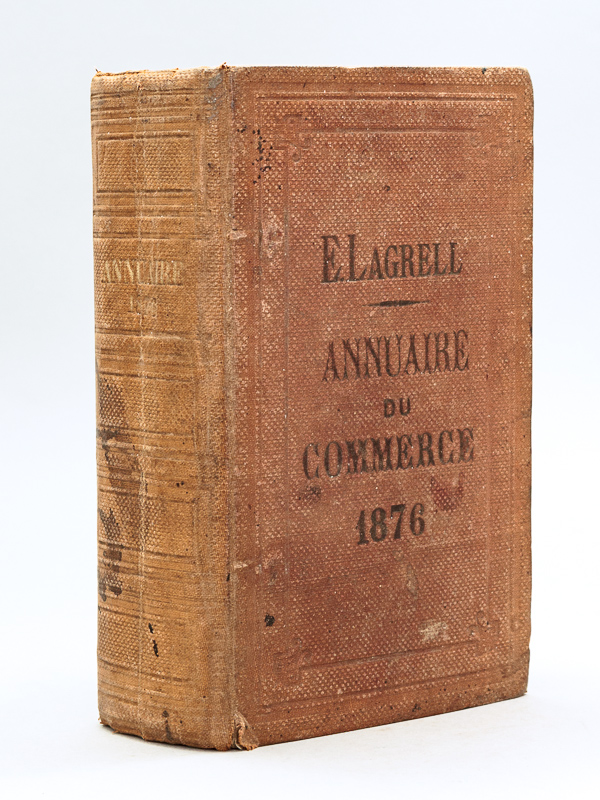 E. LAGRELL
ANNUAIRE
DU
COMMERCE
1876
ANNUAIRE